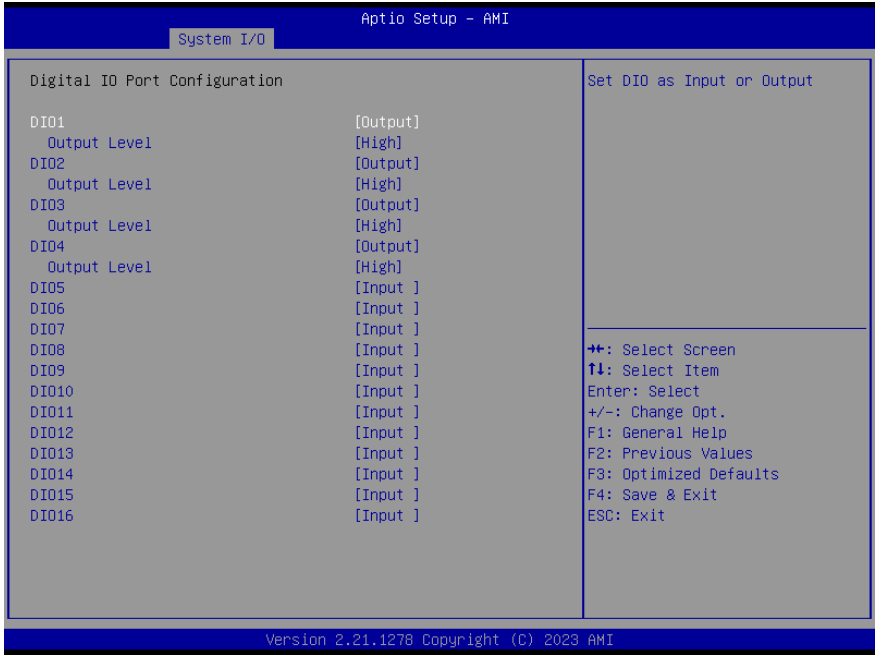 Aptio Setup – AMI
System I/O
Digital IO Port Configuration
Set DIO as Input or Output
DIO1 [Output]
Output Level [High]
DIO2 [Output]
Output Level [High]
DIO3 [Output]
Output Level [High]
DIO4 [Output]
Output Level [High]
DIO5 [Input ]
DIO6 [Input ]
DIO7 [Input ]
DIO8 [Input ]
DIO9 [Input ]
DIO10 [Input ]
DIO11 [Input ]
DIO12 [Input ]
DIO13 [Input ]
DIO14 [Input ]
DIO15 [Input ]
DIO16 [Input ]
→←: Select Screen
↑↓: Select Item
Enter: Select
+/-: Change Opt.
F1: General Help
F2: Previous Values
F3: Optimized Defaults
F4: Save & Exit
ESC: Exit
Version 2.21.1278 Copyright (C) 2023 AMI